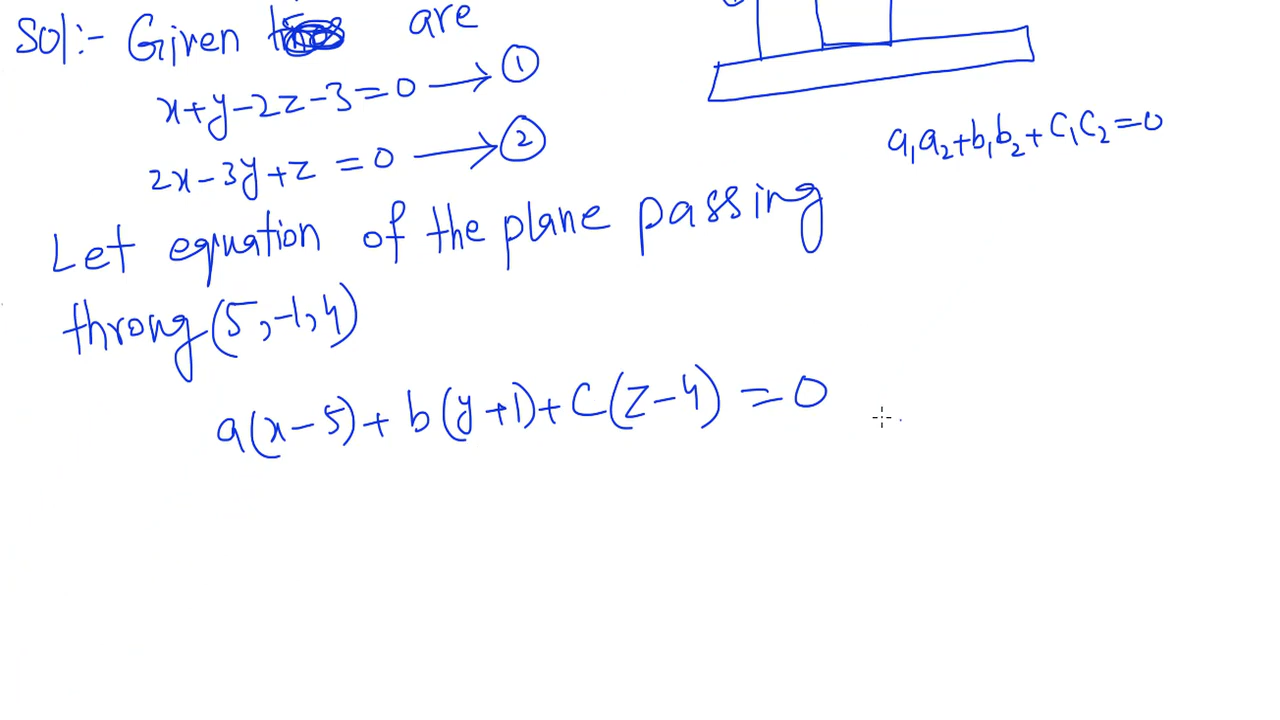 Sol:- Given are
x+y-2z-3=0 → ①
2x-3y+z=0 → ②
a₁a₂+b₁b₂+c₁c₂=0
Let equation of the plane passing
throng(5,-1,4)
a(x-5)+b(y+1)+c(z-4)=0